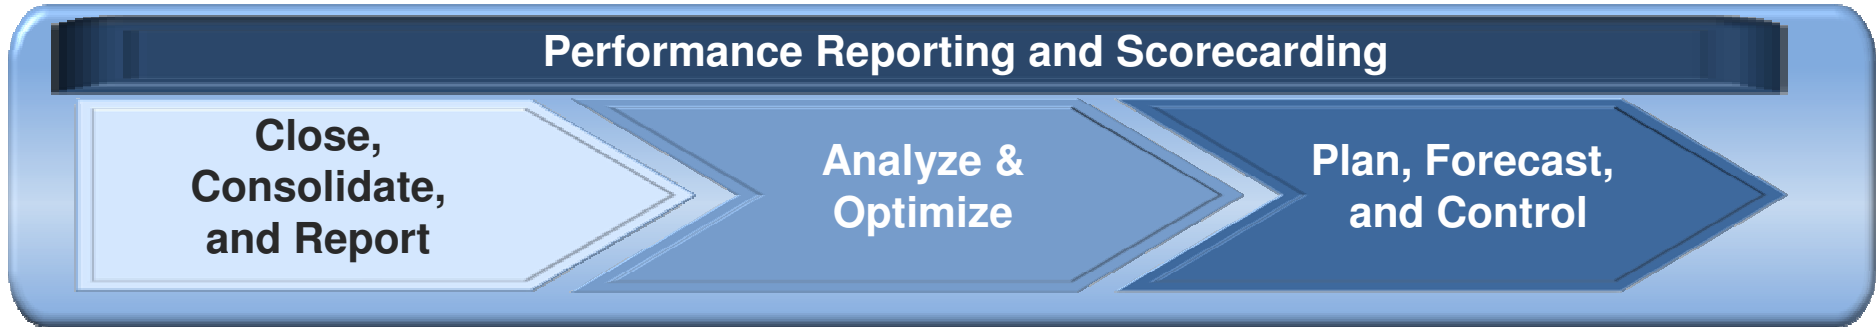 Performance Reporting and Scorecarding
Close,
Consolidate,
and Report
Analyze &
Optimize
Plan, Forecast,
and Control